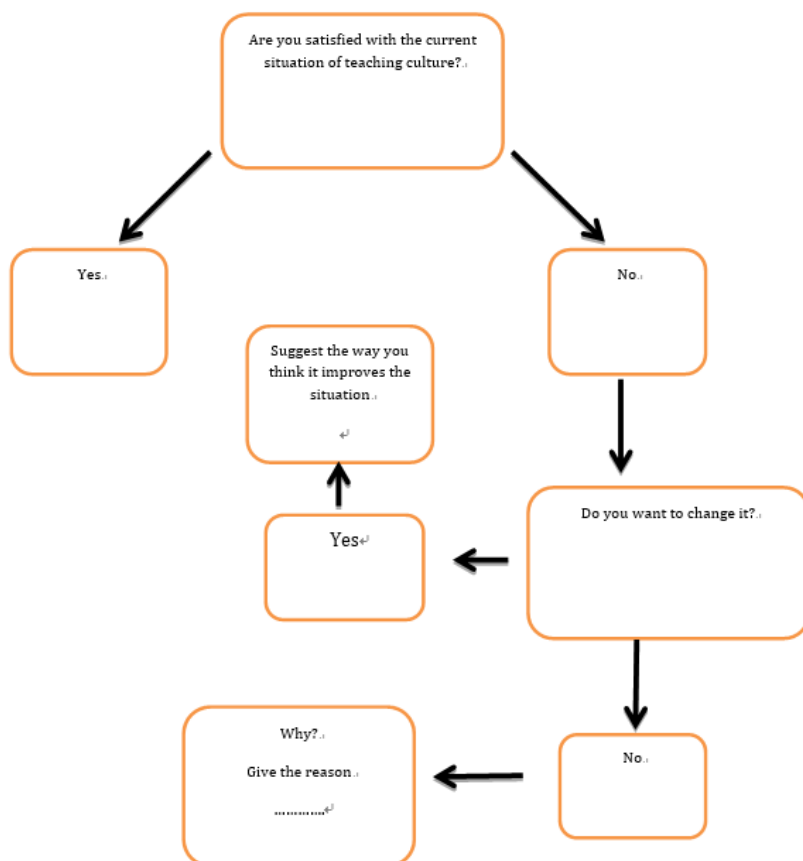 Are you satisfied with the current
situation of teaching culture?
Yes
No
Suggest the way you
think it improves the
situation
Do you want to change it?
Yes
Why?
Give the reason
………….
No